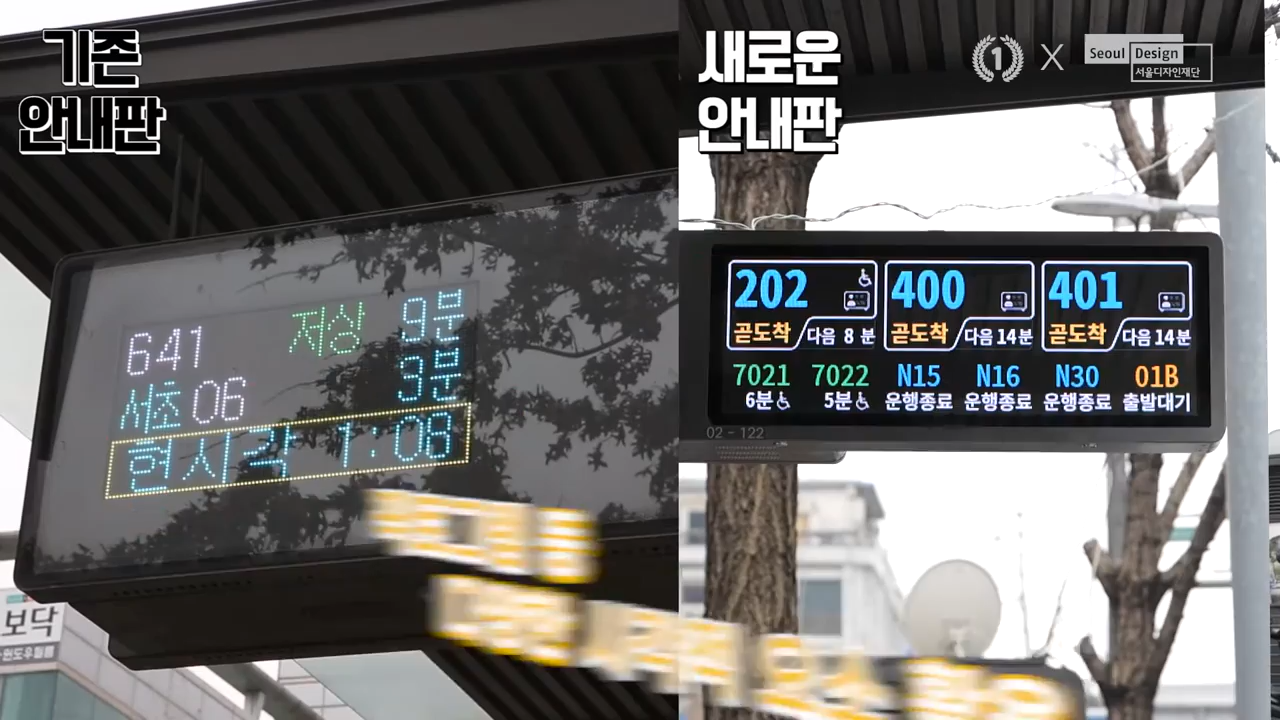 기존
안내판
641 저상 9분
서초 06 9분
현시각 1:08
보닥
새로운
안내판
1 X Seoul Design
서울디자인재단
202 400 401
곧도착 다음 8 분 곧도착 다음 14분 곧도착 다음 14분
7021 7022 N15 N16 N30 01B
6분 5분 운행종료 운행종료 운행종료 출발대기
02 - 122